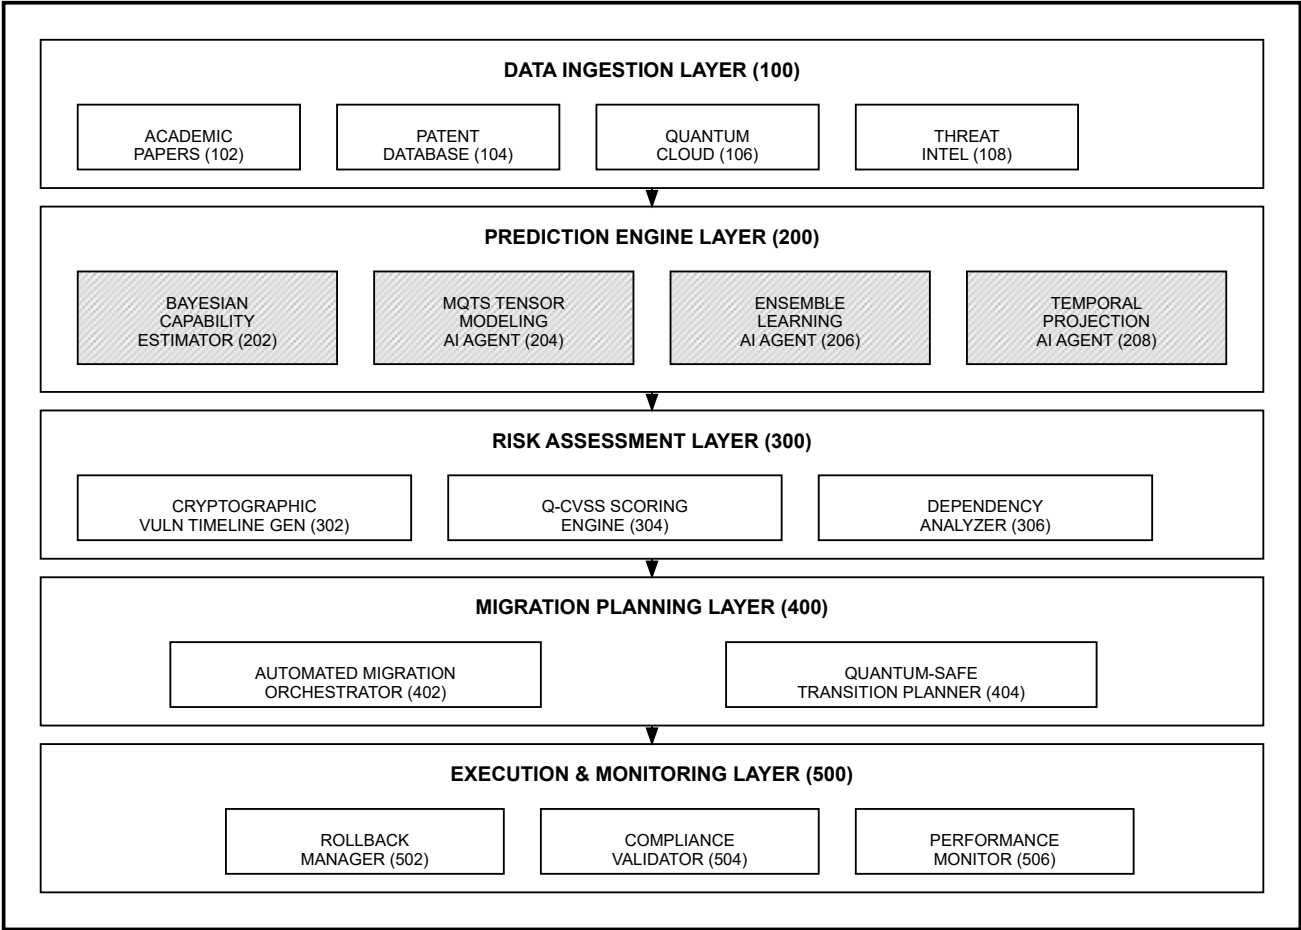 DATA INGESTION LAYER (100)
ACADEMIC
PAPERS (102)
PATENT
DATABASE (104)
QUANTUM
CLOUD (106)
THREAT
INTEL (108)
PREDICTION ENGINE LAYER (200)
BAYESIAN
CAPABILITY
ESTIMATOR (202)
MQTS TENSOR
MODELING
AI AGENT (204)
ENSEMBLE
LEARNING
AI AGENT (206)
TEMPORAL
PROJECTION
AI AGENT (208)
RISK ASSESSMENT LAYER (300)
CRYPTOGRAPHIC
VULN TIMELINE GEN (302)
Q-CVSS SCORING
ENGINE (304)
DEPENDENCY
ANALYZER (306)
MIGRATION PLANNING LAYER (400)
AUTOMATED MIGRATION
ORCHESTRATOR (402)
QUANTUM-SAFE
TRANSITION PLANNER (404)
EXECUTION & MONITORING LAYER (500)
ROLLBACK
MANAGER (502)
COMPLIANCE
VALIDATOR (504)
PERFORMANCE
MONITOR (506)